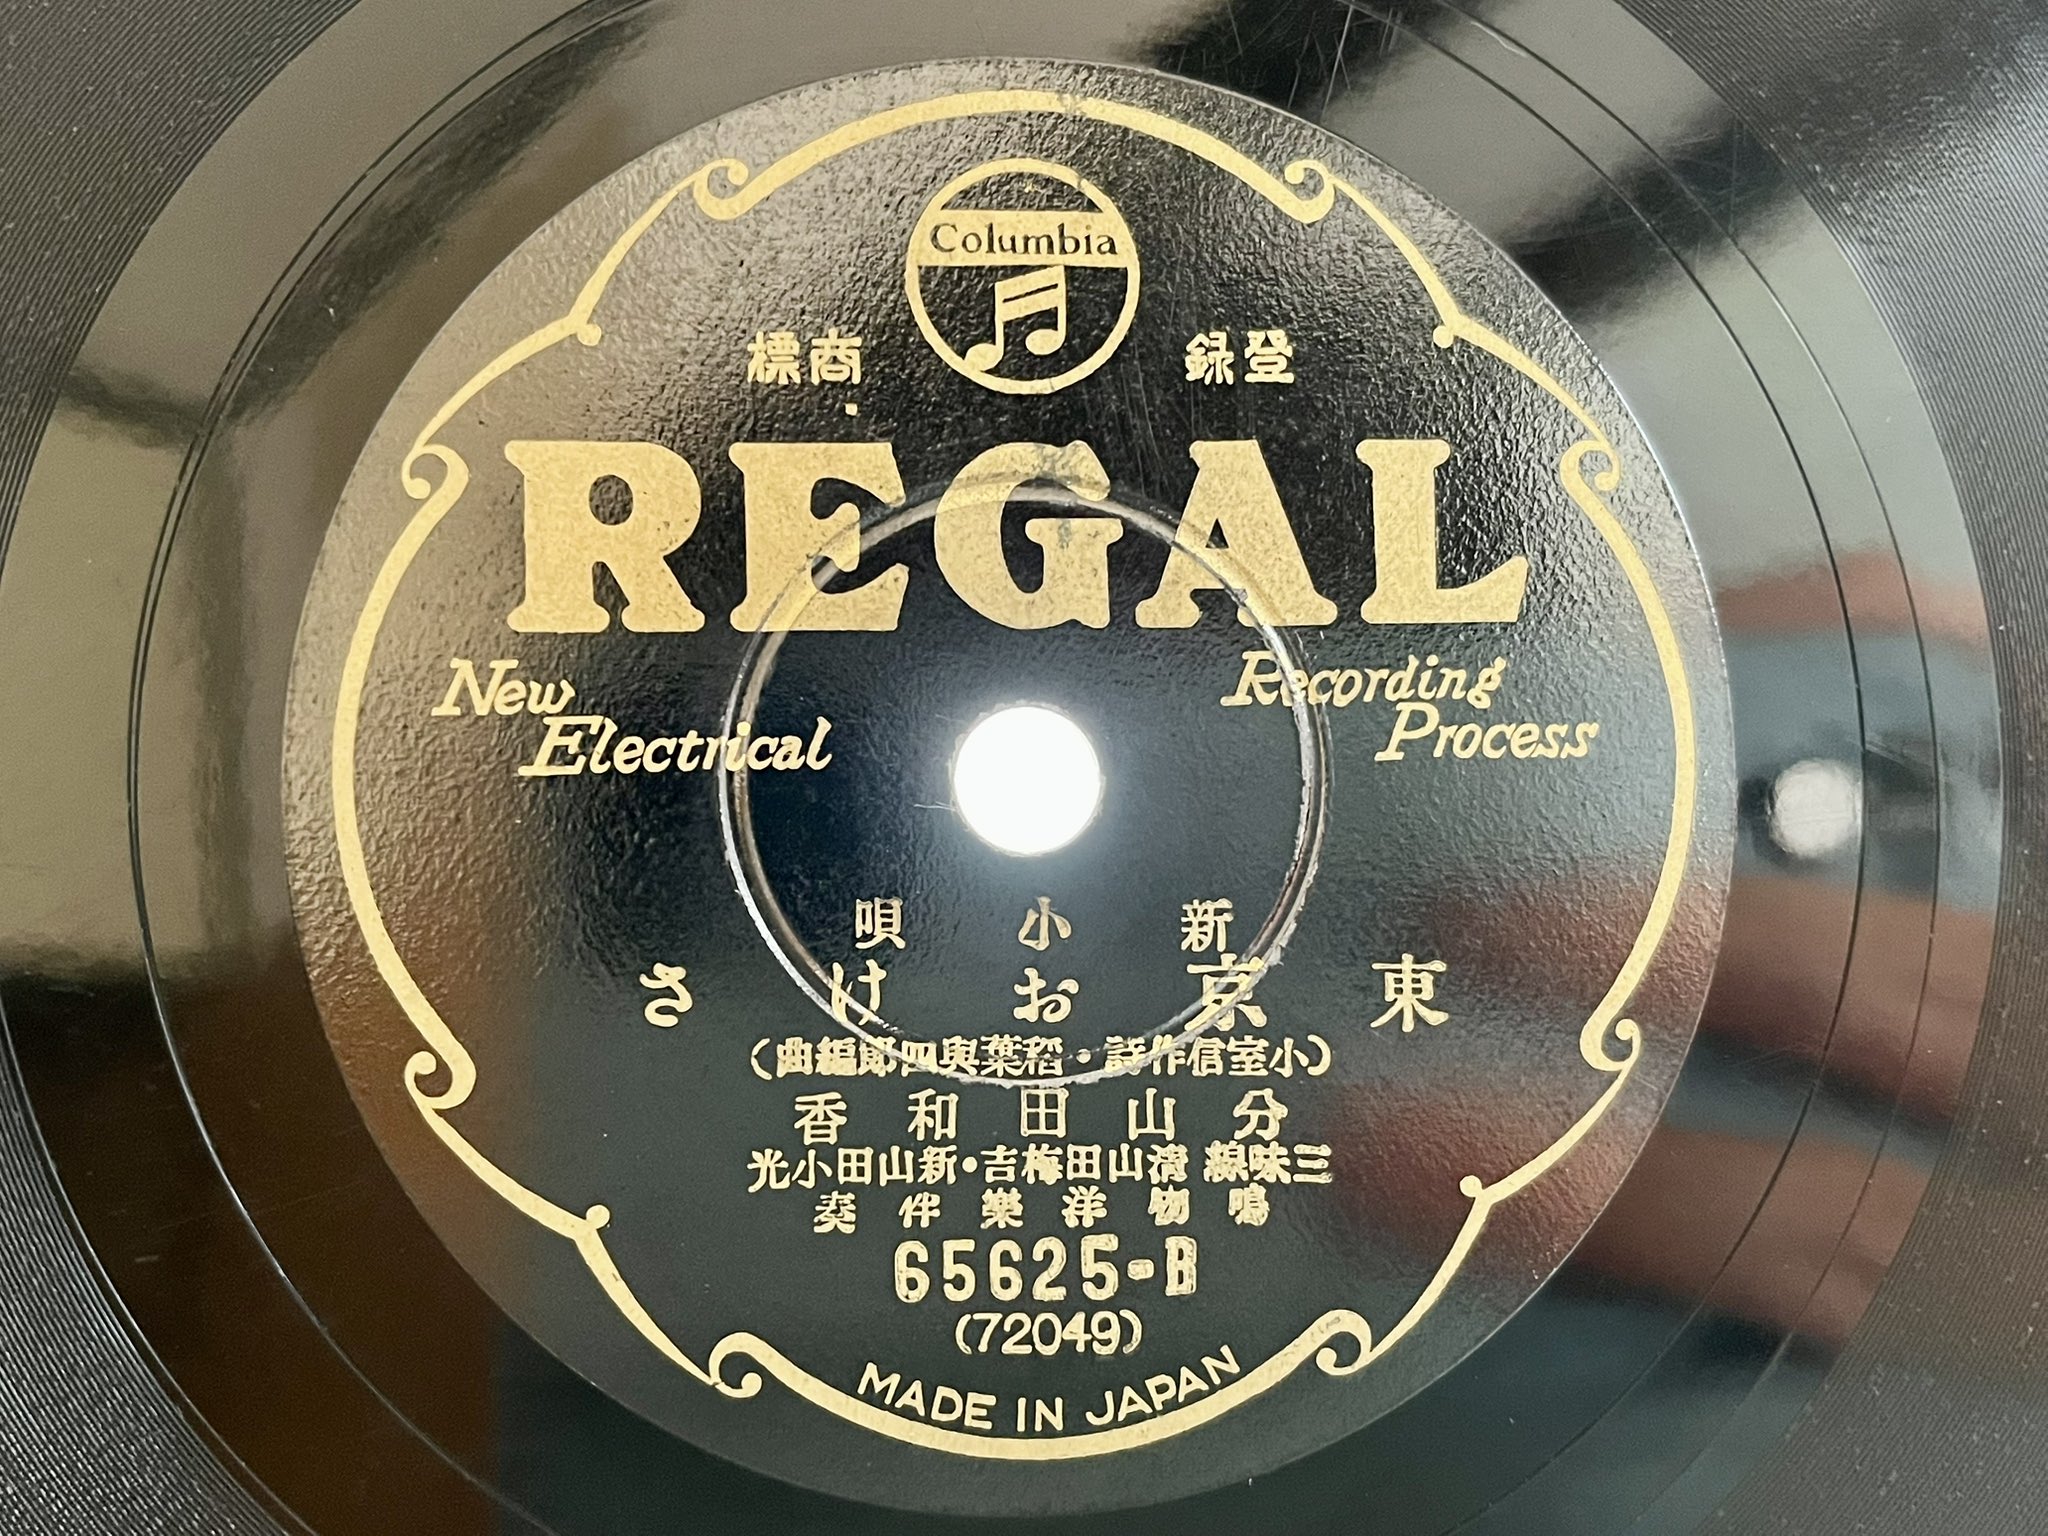 Columbia
登録 商標
REGAL
New Electrical
Recording Process
新小唄
東京おけさ
(小室信作詩・稻葉與四郎編曲)
分山田和香
三味線 清山田梅吉・新山田小光
鳴物洋樂伴奏
65625-B
(72049)
MADE IN JAPAN